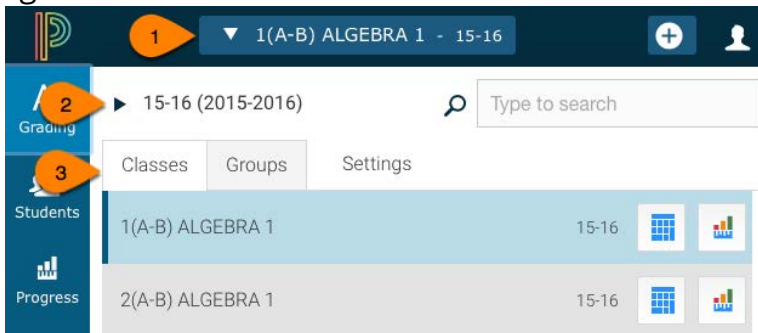 1 1(A-B) ALGEBRA 1 - 15-16
2 15-16 (2015-2016) Type to search
Grading
3 Classes Groups Settings
Students
1(A-B) ALGEBRA 1 15-16
Progress
2(A-B) ALGEBRA 1 15-16